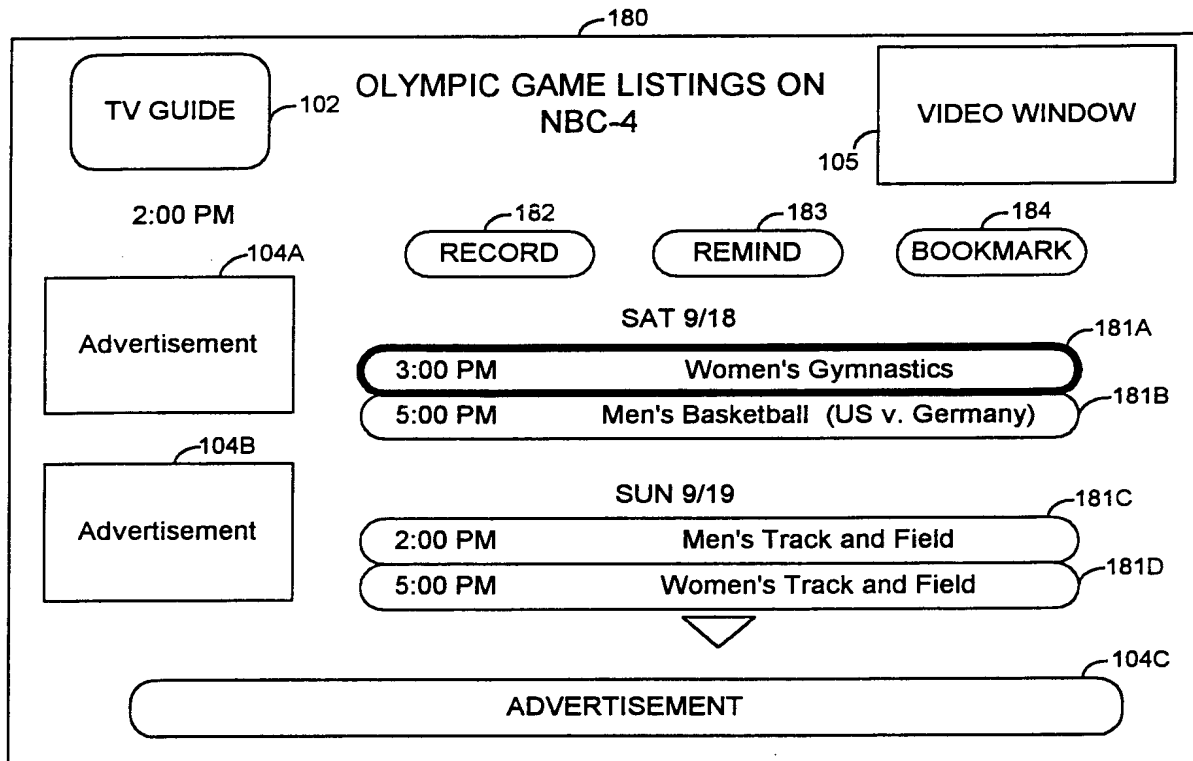 180
TV GUIDE
102
OLYMPIC GAME LISTINGS ON
NBC-4
VIDEO WINDOW
105
2:00 PM
182
183
184
RECORD
REMIND
BOOKMARK
104A
Advertisement
SAT 9/18
181A
3:00 PM Women's Gymnastics
5:00 PM Men's Basketball (US v. Germany)
181B
104B
Advertisement
SUN 9/19
181C
2:00 PM Men's Track and Field
5:00 PM Women's Track and Field
181D
104C
ADVERTISEMENT